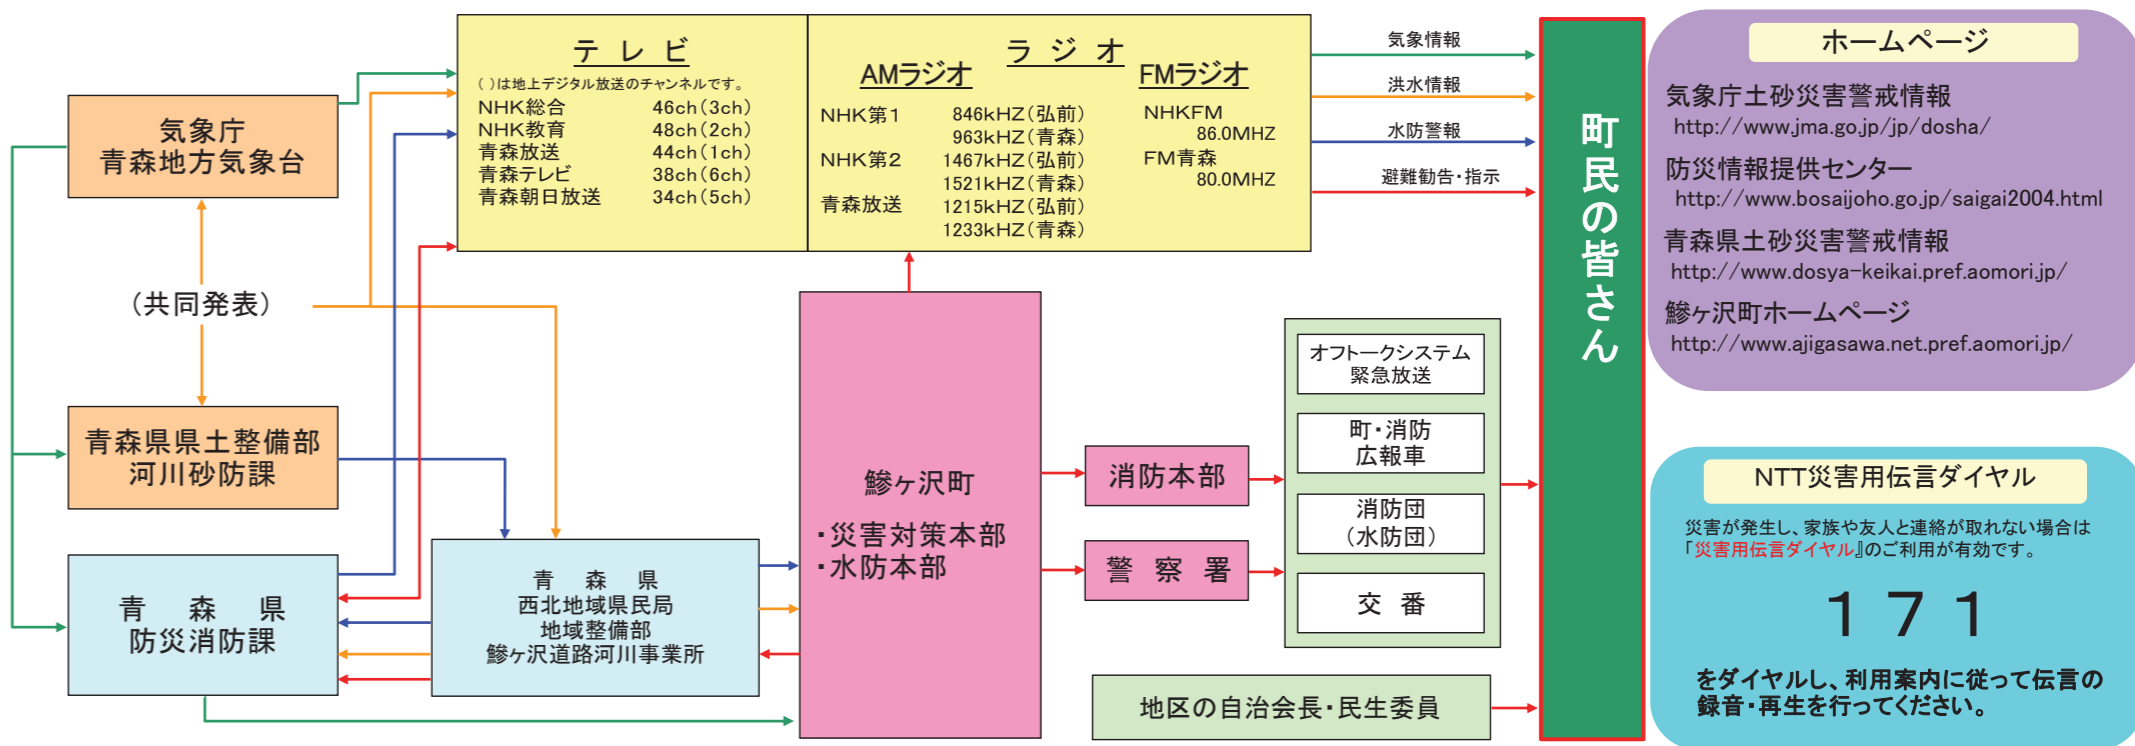 気象庁
青森地方気象台
(共同発表)
青森県県土整備部
河川砂防課
青 森 県
防災消防課
テ レ ビ
( )は地上デジタル放送のチャンネルです。
NHK総合 46ch(3ch)
NHK教育 48ch(2ch)
青森放送 44ch(1ch)
青森テレビ 38ch(6ch)
青森朝日放送 34ch(5ch)
ラ ジ オ
AMラジオ
NHK第1 846kHZ(弘前)
963kHZ(青森)
NHK第2 1467kHZ(弘前)
1521kHZ(青森)
青森放送 1215kHZ(弘前)
1233kHZ(青森)
FMラジオ
NHKFM
86.0MHZ
FM青森
80.0MHZ
青 森 県
西北地域県民局
地域整備部
鰺ヶ沢道路河川事業所
鰺ヶ沢町
・災害対策本部
・水防本部
消防本部
警 察 署
オフトークシステム
緊急放送
町・消防
広報車
消防団
(水防団)
交 番
地区の自治会長・民生委員
気象情報
洪水情報
水防警報
避難勧告・指示
町民の皆さん
ホームページ
気象庁土砂災害警戒情報
http://www.jma.go.jp/jp/dosha/
防災情報提供センター
http://www.bosaijoho.go.jp/saigai2004.html
青森県土砂災害警戒情報
http://www.dosya-keikai.pref.aomori.jp/
鰺ヶ沢町ホームページ
http://www.ajigasawa.net.pref.aomori.jp/
NTT災害用伝言ダイヤル
災害が発生し、家族や友人と連絡が取れない場合は
「災害用伝言ダイヤル』のご利用が有効です。
1 7 1
をダイヤルし、利用案内に従って伝言の
録音・再生を行ってください。